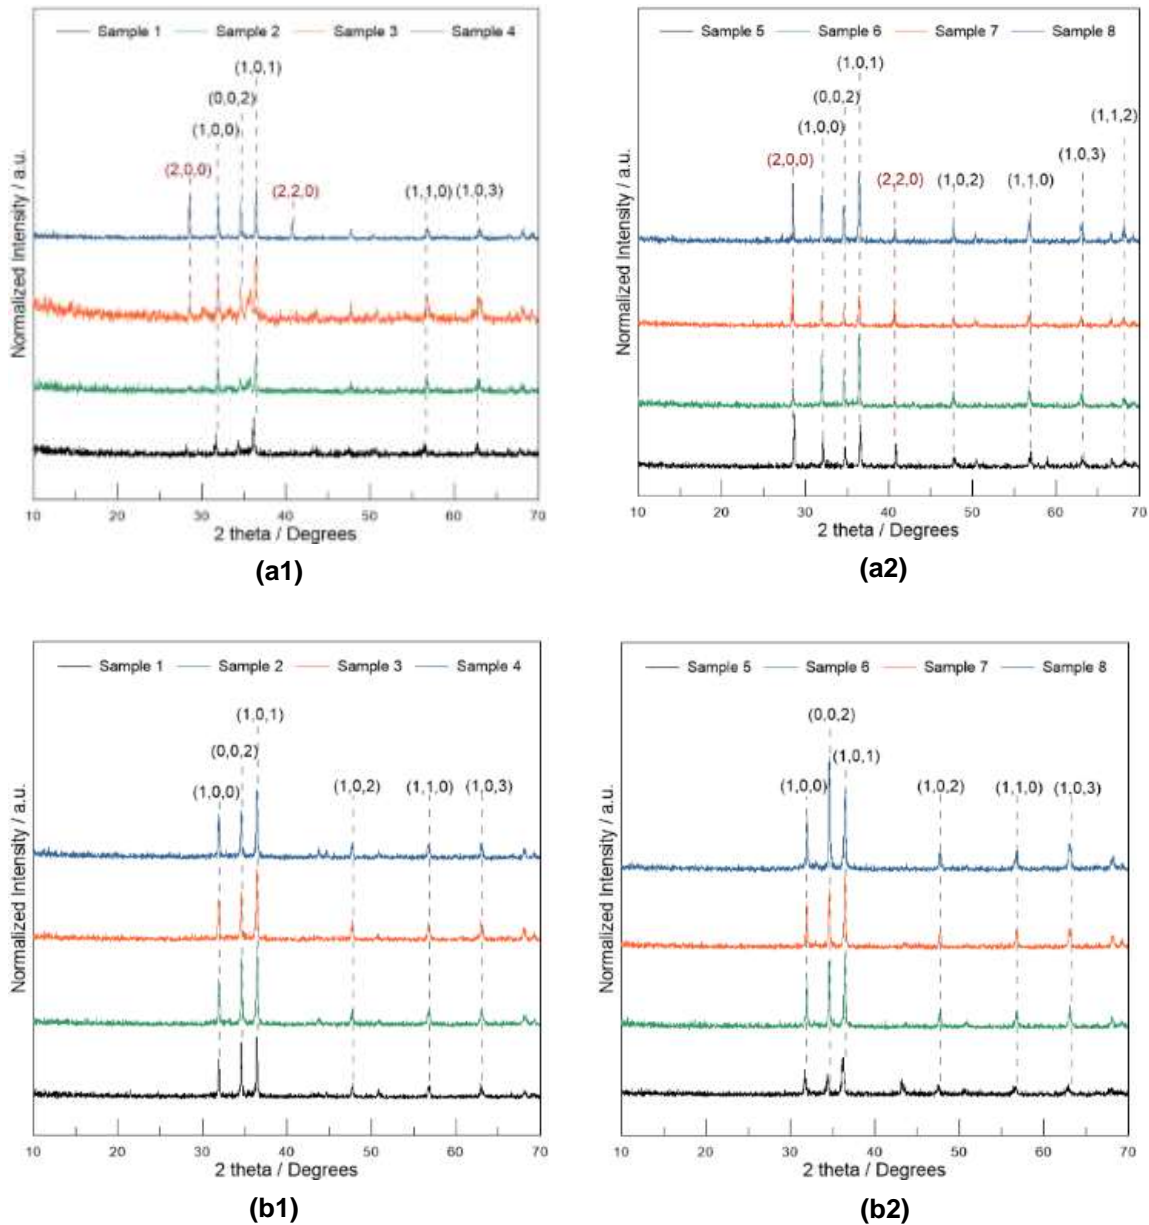 Sample 1 Sample 2 Sample 3 Sample 4
(1,0,1)
(0,0,2)
(1,0,0)
(2,0,0)
(2,2,0)
(1,1,0) (1,0,3)
Normalized Intensity / a.u.
10 20 30 40 50 60 70
2 theta / Degrees
(a1)
Sample 5 Sample 6 Sample 7 Sample 8
(1,0,1)
(0,0,2)
(1,1,2)
(1,0,0)
(2,0,0)
(1,0,3)
(2,2,0)
(1,0,2)
(1,1,0)
Normalized Intensity / a.u.
10 20 30 40 50 60 70
2 theta / Degrees
(a2)
Sample 1 Sample 2 Sample 3 Sample 4
(1,0,1)
(0,0,2)
(1,0,0)
(1,0,2)
(1,1,0)
(1,0,3)
Normalized Intensity / a.u.
10 20 30 40 50 60 70
2 theta / Degrees
(b1)
Sample 5 Sample 6 Sample 7 Sample 8
(0,0,2)
(1,0,1)
(1,0,0)
(1,0,2)
(1,1,0)
(1,0,3)
Normalized Intensity / a.u.
10 20 30 40 50 60 70
2 theta / Degrees
(b2)